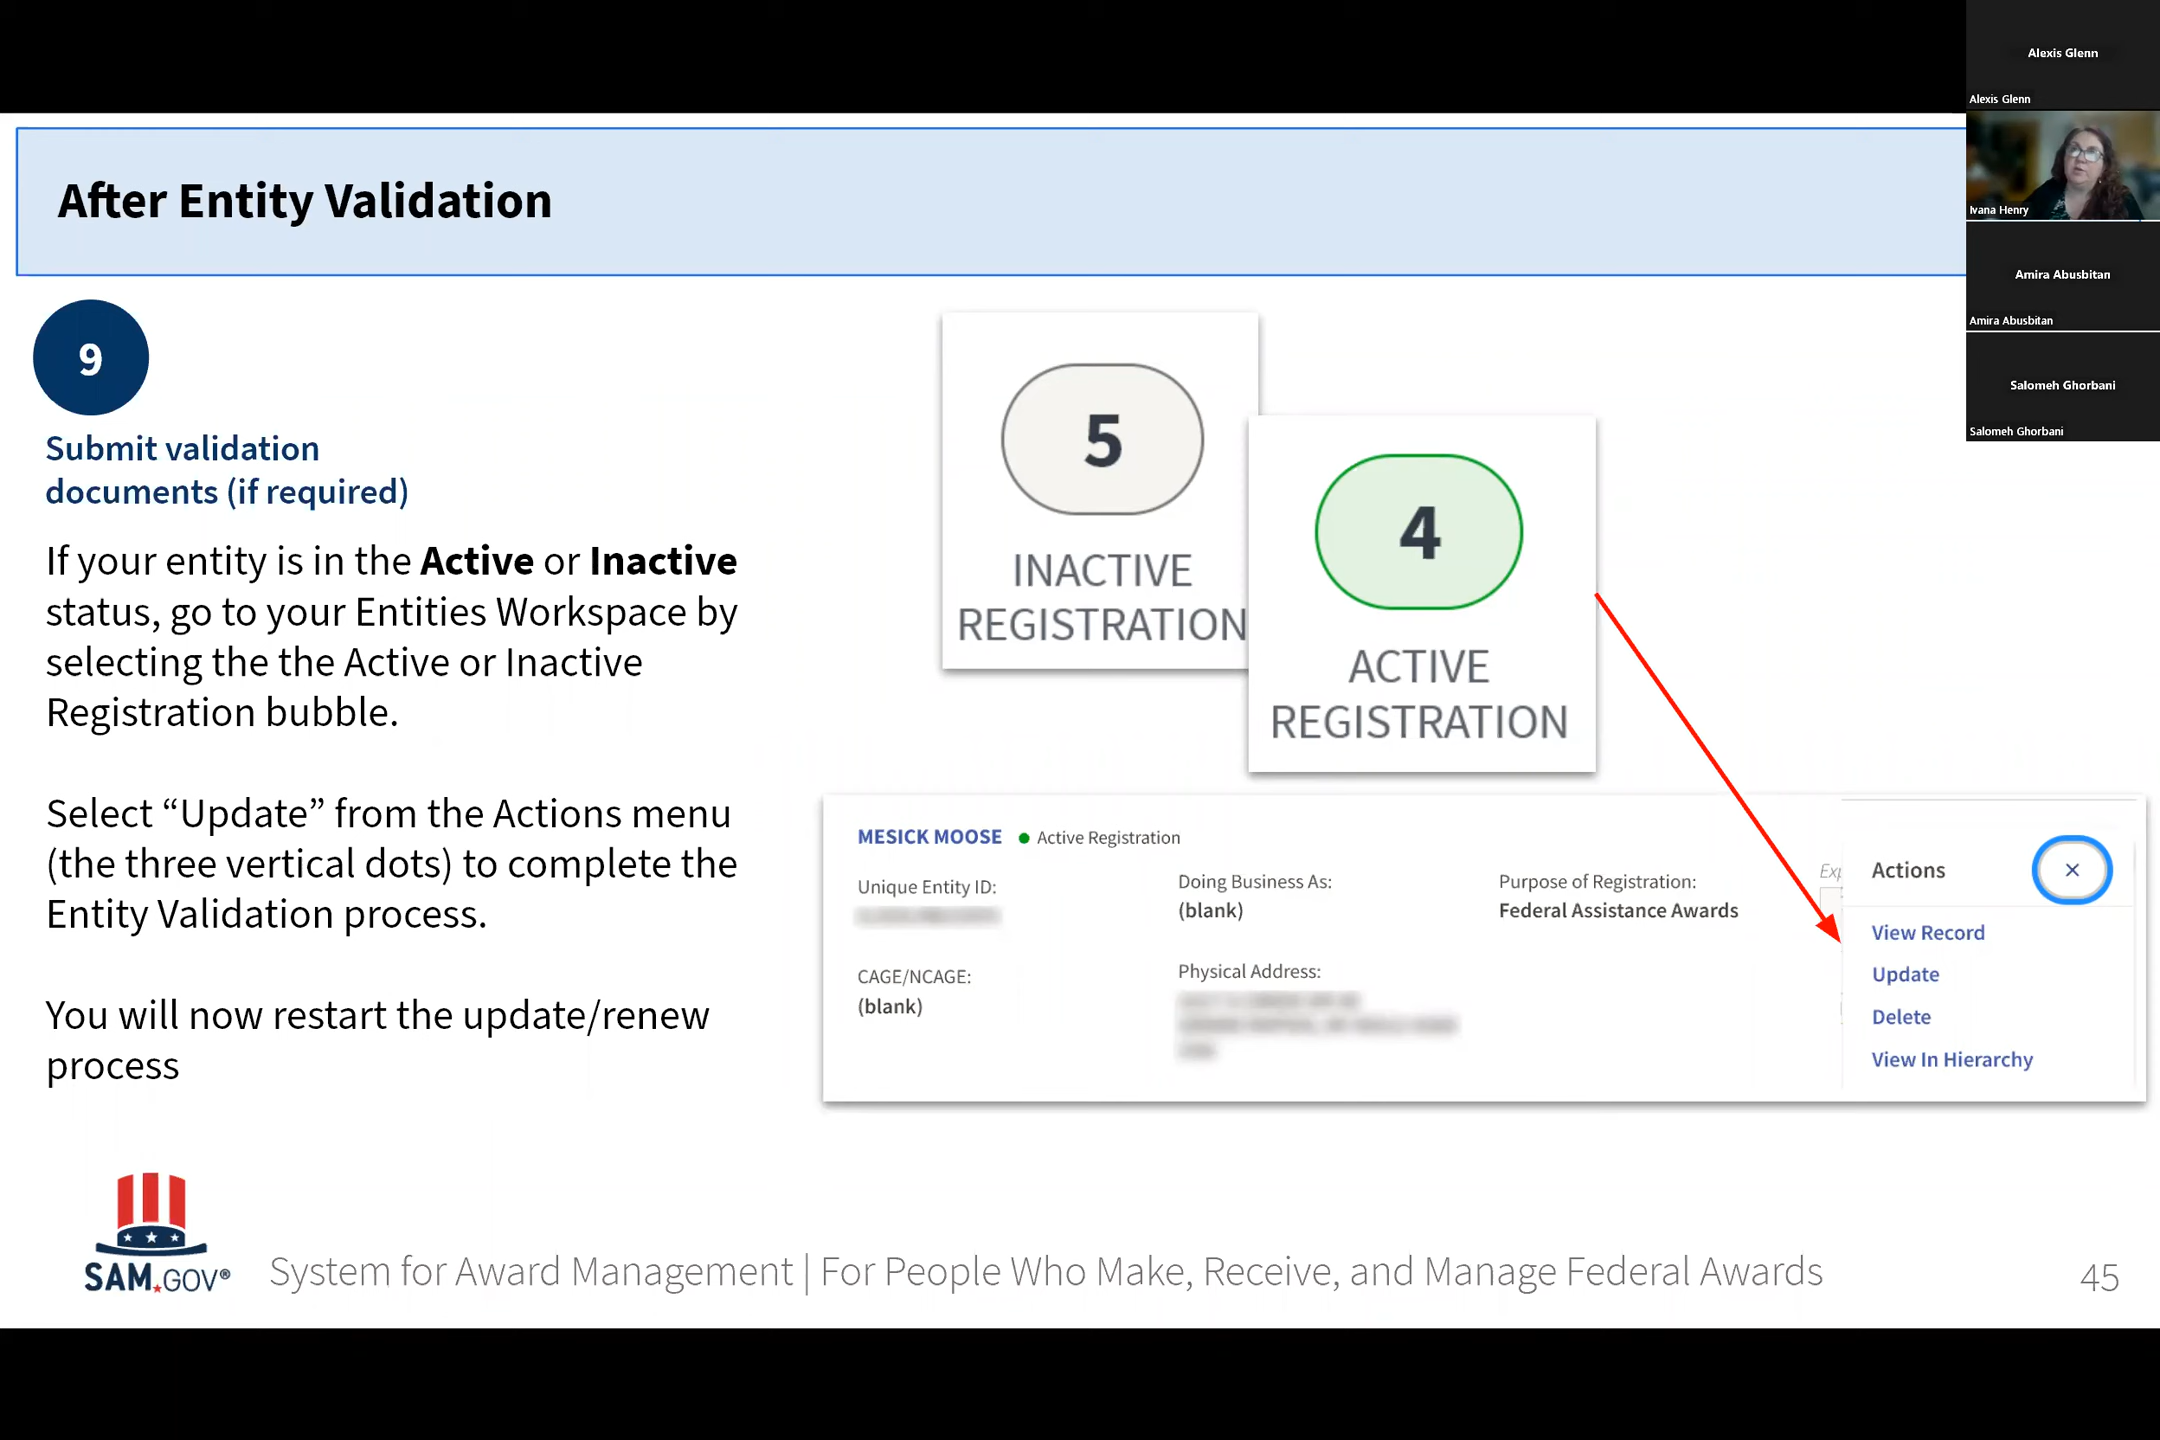 After Entity Validation
9
Submit validation
documents (if required)
If your entity is in the Active or Inactive
status, go to your Entities Workspace by
selecting the the Active or Inactive
Registration bubble.
Select “Update” from the Actions menu
(the three vertical dots) to complete the
Entity Validation process.
You will now restart the update/renew
process
5
INACTIVE
REGISTRATION
4
ACTIVE
REGISTRATION
MESICK MOOSE Active Registration
Unique Entity ID:
CAGE/NCAGE:
(blank)
Doing Business As:
(blank)
Physical Address:
Purpose of Registration:
Federal Assistance Awards
Exp
Actions
View Record
Update
Delete
View In Hierarchy
SAM.GOV®
System for Award Management | For People Who Make, Receive, and Manage Federal Awards
45
Alexis Glenn
Alexis Glenn
Ivana Henry
Amira Abusbitan
Amira Abusbitan
Salomeh Ghorbani
Salomeh Ghorbani